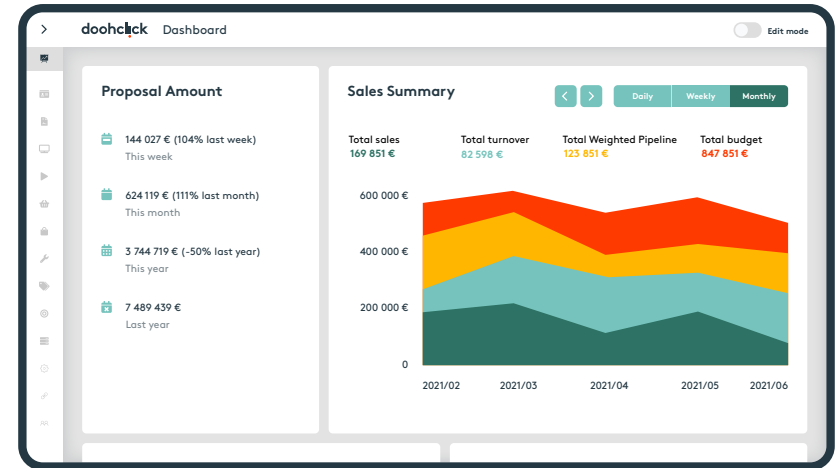 doohclick Dashboard
Edit mode
Proposal Amount
144 027 € (104% last week)
This week
624 119 € (111% last month)
This month
3 744 719 € (-50% last year)
This year
7 489 439 €
Last year
Sales Summary
Daily Weekly Monthly
Total sales Total turnover Total Weighted Pipeline Total budget
169 851 € 82 598 € 123 851 € 847 851 €
600 000 €
400 000 €
200 000 €
0
2021/02 2021/03 2021/04 2021/05 2021/06